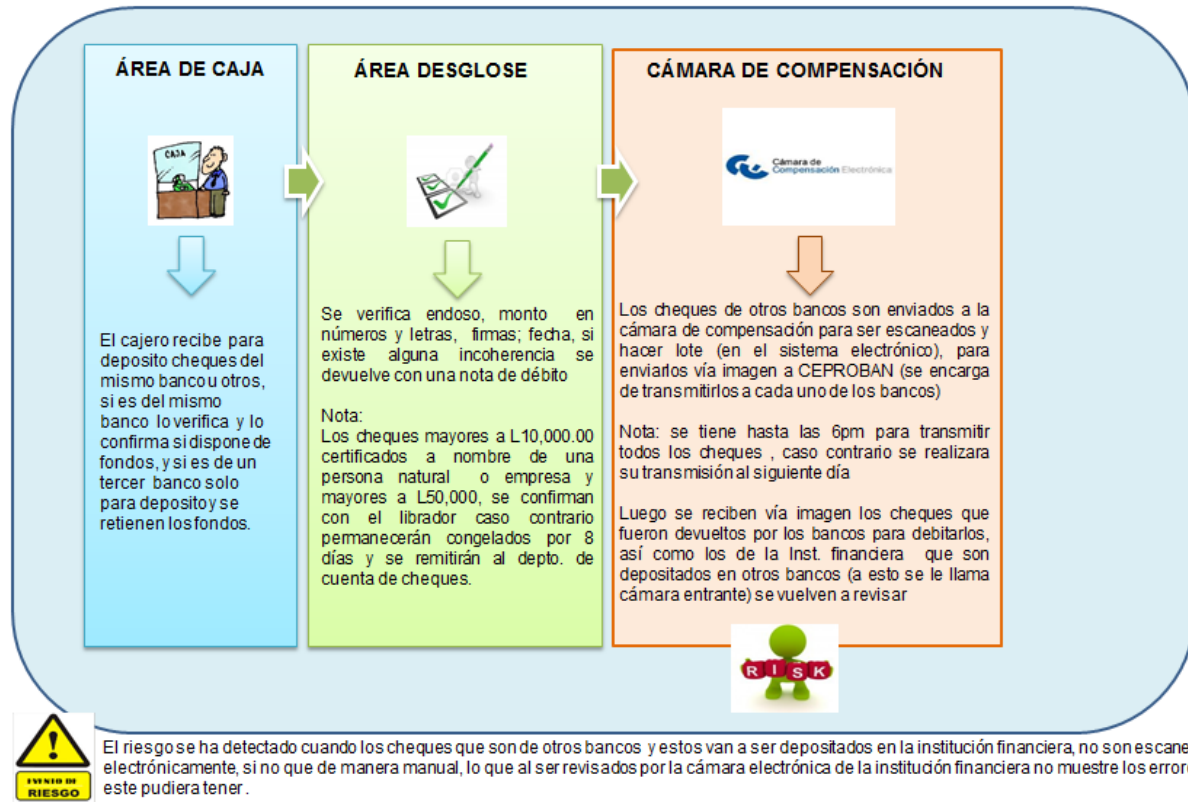 ÁREA DE CAJA
CAJA
El cajero recibe para
deposito cheques del
mismo banco u otros,
si es del mismo
banco lo verifica y lo
confirma si dispone de
fondos, y si es de un
tercer banco solo
para deposito y se
retienen los fondos.
ÁREA DESGLOSE
Se verifica endoso, monto en
números y letras, firmas; fecha, si
existe alguna incoherencia se
devuelve con una nota de débito
Nota:
Los cheques mayores a L10,000.00
certificados a nombre de una
persona natural o empresa y
mayores a L50,000, se confirman
con el librador caso contrario
permanecerán congelados por 8
días y se remitirán al depto. de
cuenta de cheques.
CÁMARA DE COMPENSACIÓN
Cámara de
Compensación Electrónica
Los cheques de otros bancos son enviados a la
cámara de compensación para ser escaneados y
hacer lote (en el sistema electrónico), para
enviarlos vía imagen a CEPROBAN (se encarga
de transmitirlos a cada uno de los bancos)
Nota: se tiene hasta las 6pm para transmitir
todos los cheques , caso contrario se realizara
su transmisión al siguiente día
Luego se reciben vía imagen los cheques que
fueron devueltos por los bancos para debitarlos,
así como los de la Inst. financiera que son
depositados en otros bancos (a esto se le llama
cámara entrante) se vuelven a revisar
RISK
EVENTO DE
RIESGO
El riesgo se ha detectado cuando los cheques que son de otros bancos y estos van a ser depositados en la institución financiera, no son escane
electrónicamente, si no que de manera manual, lo que al ser revisados por la cámara electrónica de la institución financiera no muestre los error
este pudiera tener.